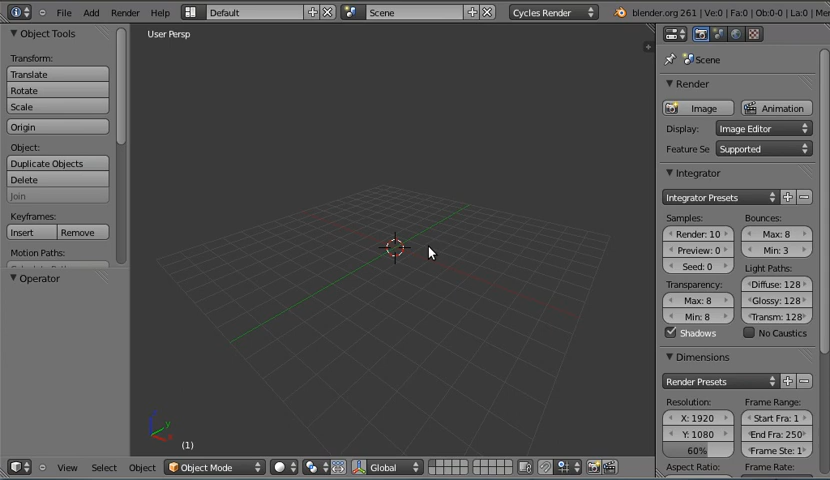 File Add Render Help Default Scene Cycles Render blender.org 261 | Ve:0 | Fa:0 | Ob:0-0 | La:0 |
Object Tools
Transform:
Translate
Rotate
Scale
Origin
Object:
Duplicate Objects
Delete
Join
Keyframes:
Insert Remove
Motion Paths:
Operator
User Persp
y
x
(1)
View Select Object Object Mode Global
Scene
Render
Image Animation
Display: Image Editor
Feature Se Supported
Integrator
Integrator Presets
Samples: Bounces:
Render: 10 Max: 8
Preview: 0 Min: 3
Seed: 0 Light Paths:
Transparency: Diffuse: 128
Max: 8 Glossy: 128
Min: 8 Transm: 128
Shadows No Caustics
Dimensions
Render Presets
Resolution: Frame Range:
X: 1920 Start Fra: 1
Y: 1080 End Fra: 250
60% Frame Ste: 1
Aspect Ratio: Frame Rate: